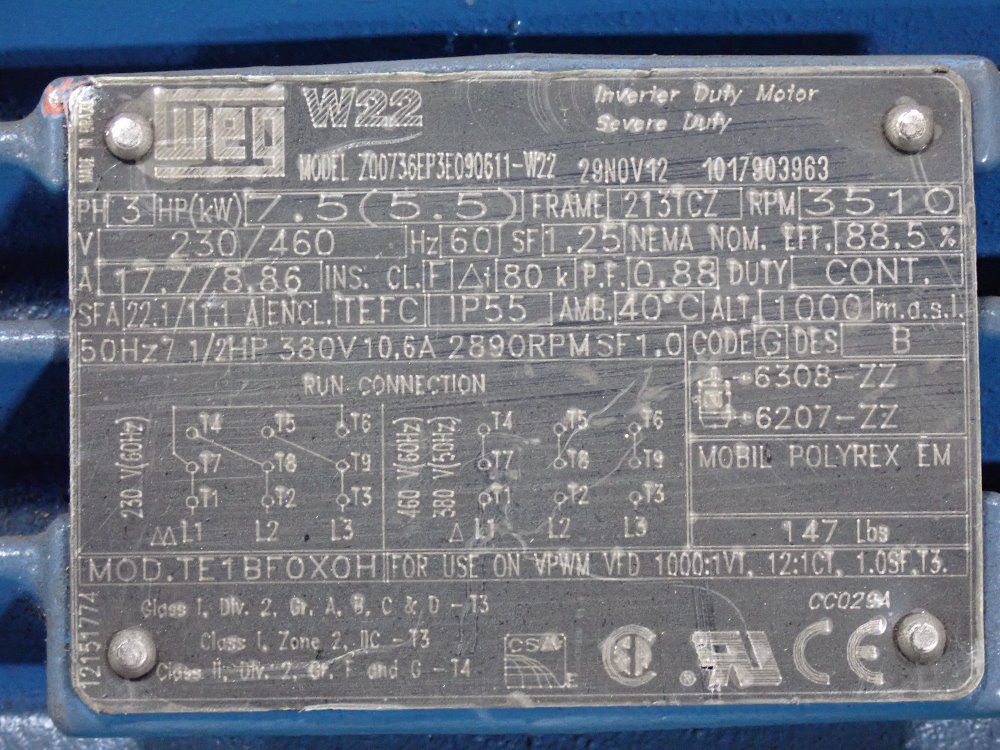 WEG W22 Inverter Duty Motor
Severe Duty
MADE IN BRAZIL
MODEL 00736EP3E090611-W22 29NOV12 1017903963
PH 3 HP(kW) 7.5(5.5) FRAME 213TCZ RPM 3510
V 230/460 Hz 60 SF 1.25 NEMA NOM. EFF. 88.5%
A 17.7/8.86 INS. CL. F Δt 80 k P.F. 0.88 DUTY CONT.
SFA 22.1/11.1 A ENCL. TEFC IP55 AMB. 40°C ALT. 1000 m.a.s.l.
50Hz 7 1/2HP 380V 10,6A 2890RPM SF1.0 CODE G DES B
RUN CONNECTION
230 V(60Hz)
T4 T5 T6
T7 T8 T9
T1 T2 T3
ΔΔ L1 L2 L3
460 V(60Hz)
380 V(50Hz)
T4 T5 T6
T7 T8 T9
T1 T2 T3
Δ L1 L2 L3
6308-ZZ
6207-ZZ
MOBIL POLYREX EM
147 Lbs
MOD.TE1BFOXOH FOR USE ON VPWM VFD 1000:1VT, 12:1CT, 1.0SF,T3.
12151774
Class I, Div. 2, Gr. A, B, C & D - T3
Class I, Zone 2, IIC - T3
Class II, Div. 2, Gr. F and G - T4
CC029A
CSA E
CE